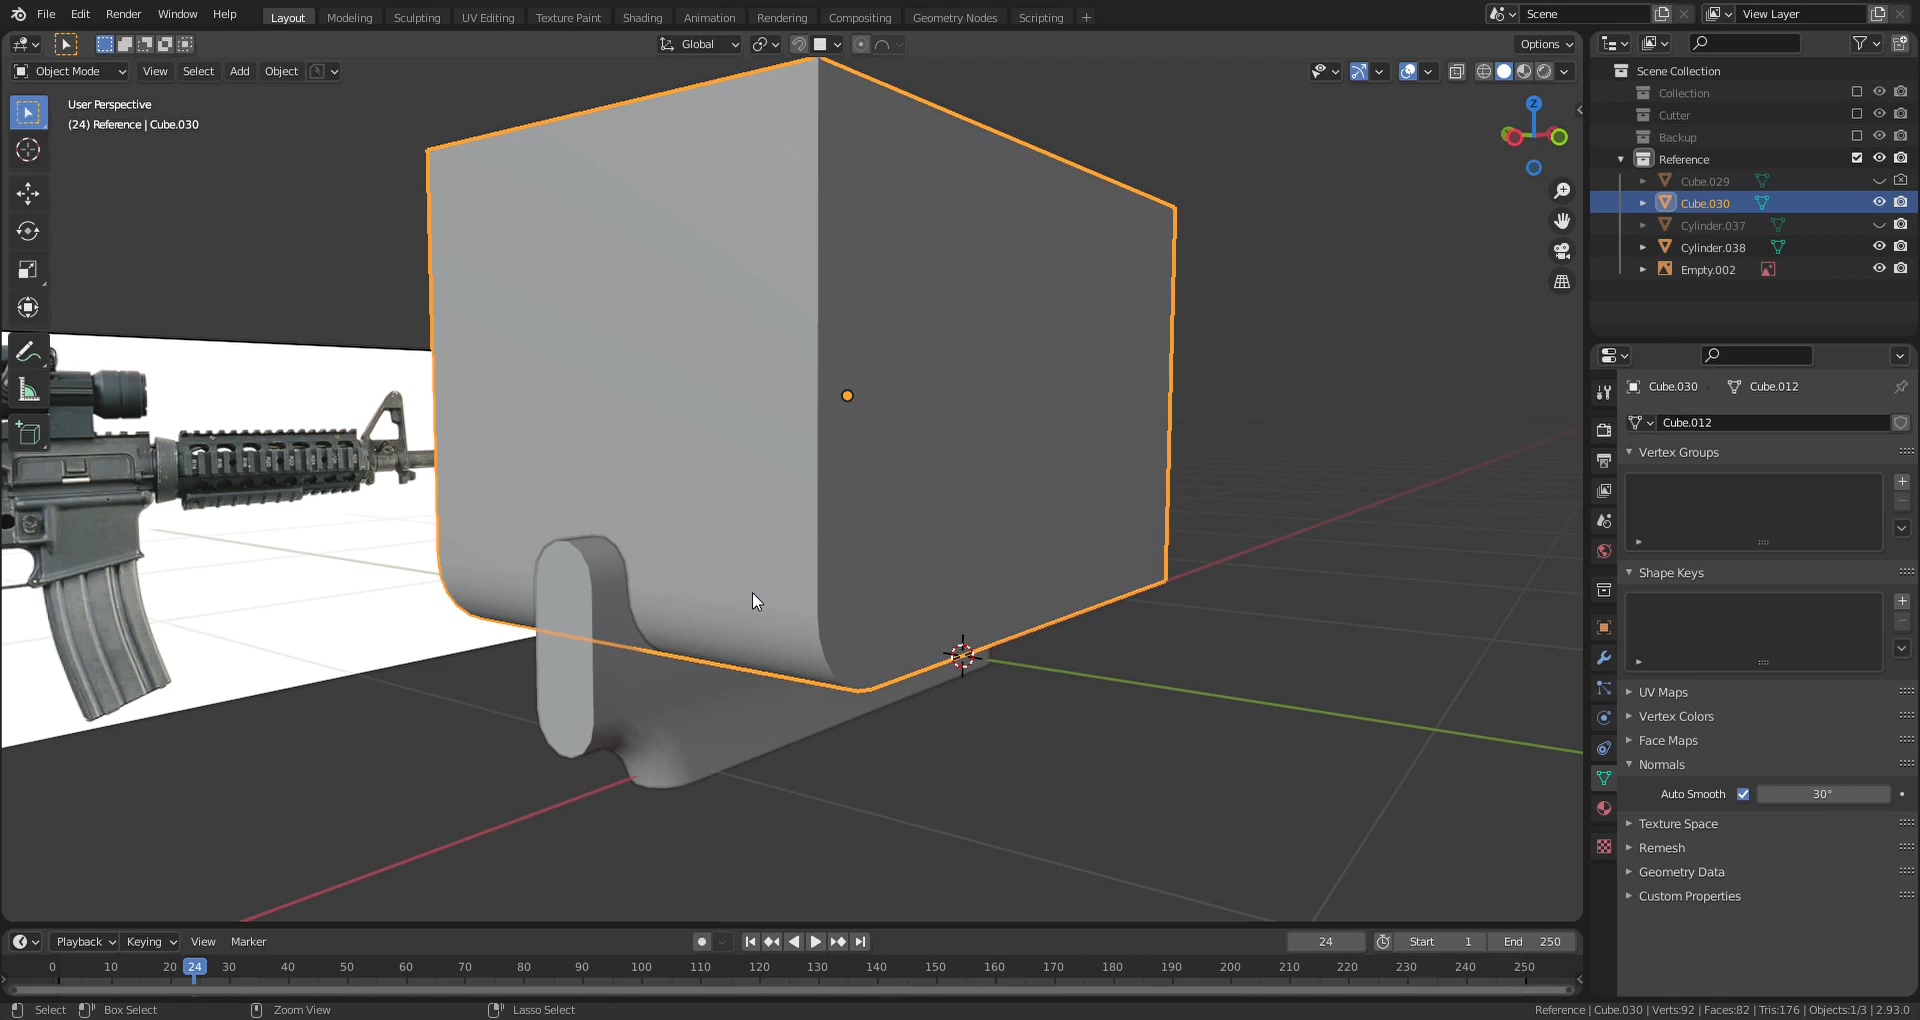 File Edit Render Window Help Layout Modeling Sculpting UV Editing Texture Paint Shading Animation Rendering Compositing Geometry Nodes Scripting + Scene View Layer
Global Options
Object Mode View Select Add Object
User Perspective
(24) Reference | Cube.030
Z
Scene Collection
Collection
Cutter
Backup
Reference
Cube.029
Cube.030
Cylinder.037
Cylinder.038
Empty.002
Cube.030 Cube.012
Cube.012
Vertex Groups
Shape Keys
UV Maps
Vertex Colors
Face Maps
Normals
Auto Smooth 30°
Texture Space
Remesh
Geometry Data
Custom Properties
Playback Keying View Marker 24 Start 1 End 250
0 10 20 24 30 40 50 60 70 80 90 100 110 120 130 140 150 160 170 180 190 200 210 220 230 240 250
Select Box Select Zoom View Lasso Select Reference | Cube.030 | Verts:92 | Faces:82 | Tris:176 | Objects:1/3 | 2.93.0